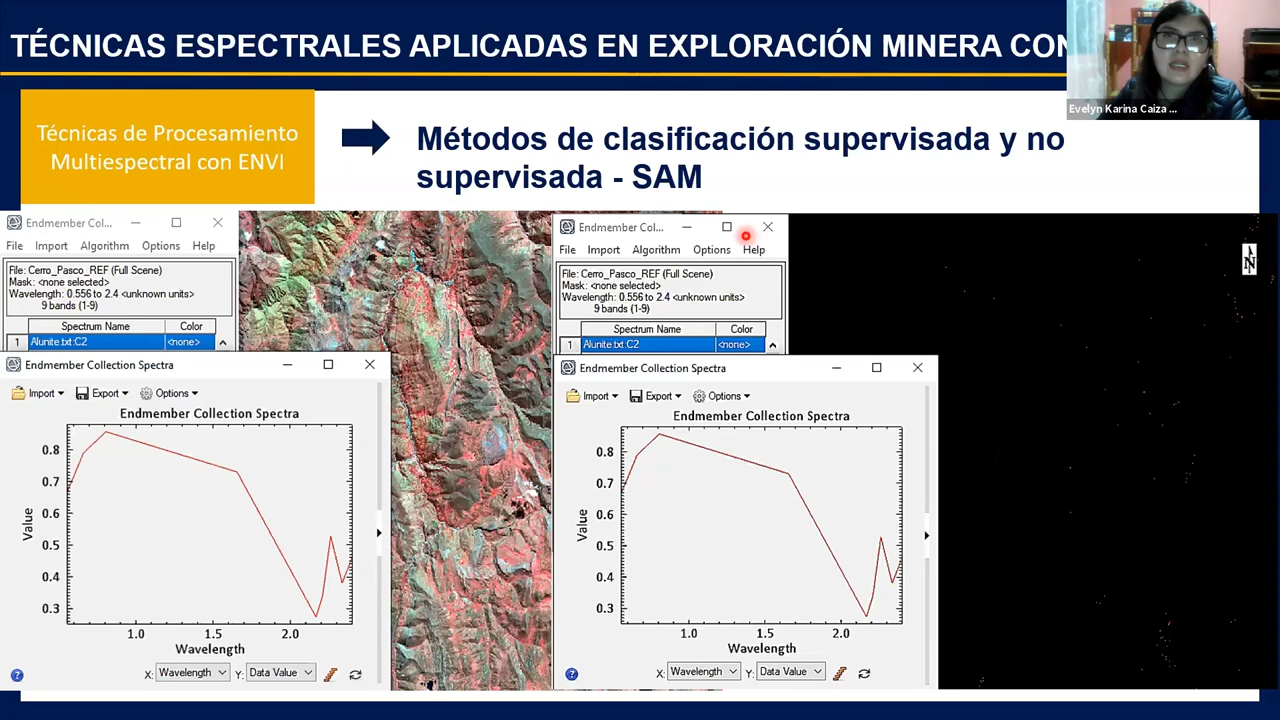 TÉCNICAS ESPECTRALES APLICADAS EN EXPLORACIÓN MINERA CON
Evelyn Karina Caiza ...
Técnicas de Procesamiento
Multiespectral con ENVI
Métodos de clasificación supervisada y no
supervisada - SAM
Endmember Col...
File Import Algorithm Options Help
File: Cerro_Pasco_REF (Full Scene)
Mask: <none selected>
Wavelength: 0.556 to 2.4 <unknown units>
9 bands (1-9)
Spectrum Name Color
1 Alunite.txt:C2 <none>
Endmember Collection Spectra
Import Export Options
Endmember Collection Spectra
0.8
0.7
0.6
0.5
0.4
0.3
Value
1.0 1.5 2.0
Wavelength
X: Wavelength Y: Data Value
Endmember Col...
File Import Algorithm Options Help
File: Cerro_Pasco_REF (Full Scene)
Mask: <none selected>
Wavelength: 0.556 to 2.4 <unknown units>
9 bands (1-9)
Spectrum Name Color
1 Alunite.txt:C2 <none>
Endmember Collection Spectra
Import Export Options
Endmember Collection Spectra
0.8
0.7
0.6
0.5
0.4
0.3
Value
1.0 1.5 2.0
Wavelength
X: Wavelength Y: Data Value
N